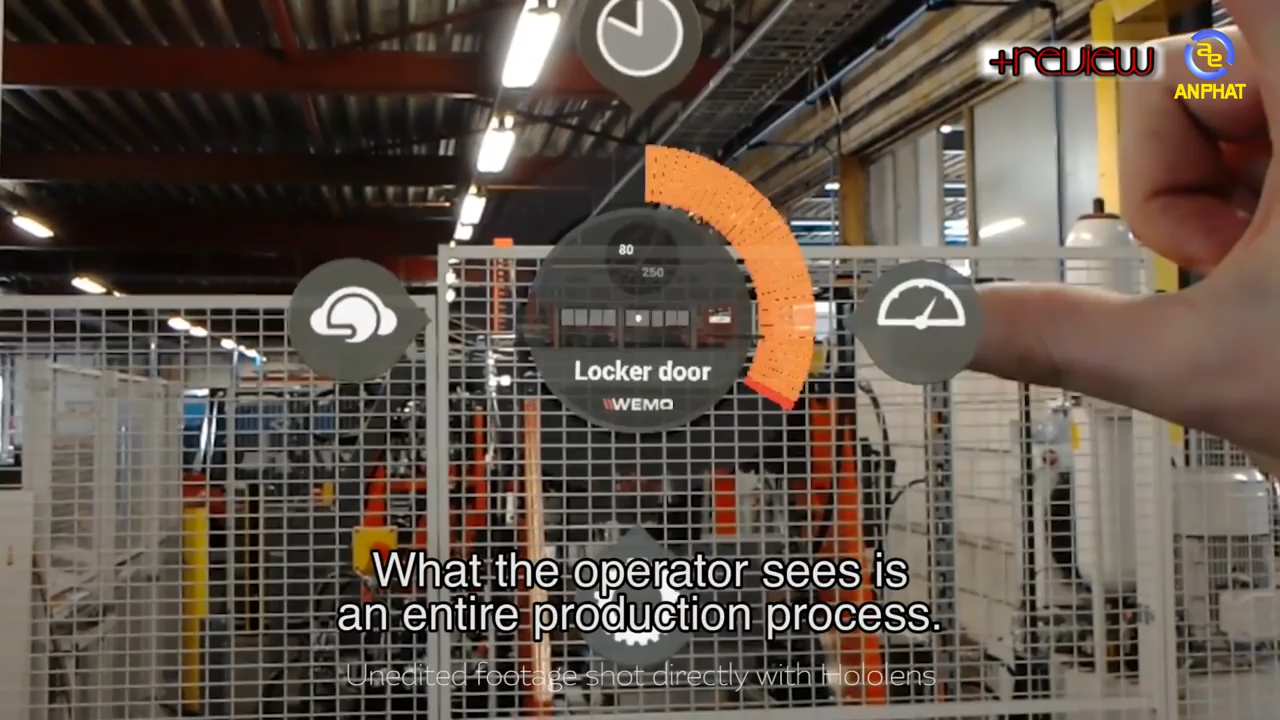 +review
ae
ANPHAT
80
250
Locker door
WEMO
What the operator sees is
an entire production process.
Unedited footage shot directly with Hololens